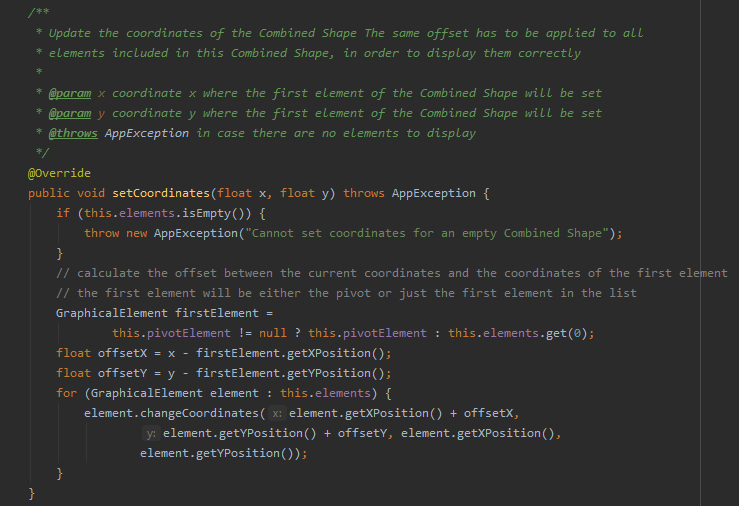 /**
 * Update the coordinates of the Combined Shape The same offset has to be applied to all
 * elements included in this Combined Shape, in order to display them correctly
 *
 * @param x coordinate x where the first element of the Combined Shape will be set
 * @param y coordinate y where the first element of the Combined Shape will be set
 * @throws AppException in case there are no elements to display
 */
@Override
public void setCoordinates(float x, float y) throws AppException {
    if (this.elements.isEmpty()) {
        throw new AppException("Cannot set coordinates for an empty Combined Shape");
    }
    // calculate the offset between the current coordinates and the coordinates of the first element
    // the first element will be either the pivot or just the first element in the list
    GraphicalElement firstElement =
            this.pivotElement != null ? this.pivotElement : this.elements.get(0);
    float offsetX = x - firstElement.getXPosition();
    float offsetY = y - firstElement.getYPosition();
    for (GraphicalElement element : this.elements) {
        element.changeCoordinates( x: element.getXPosition() + offsetX,
                y: element.getYPosition() + offsetY, element.getXPosition(),
                element.getYPosition());
    }
}